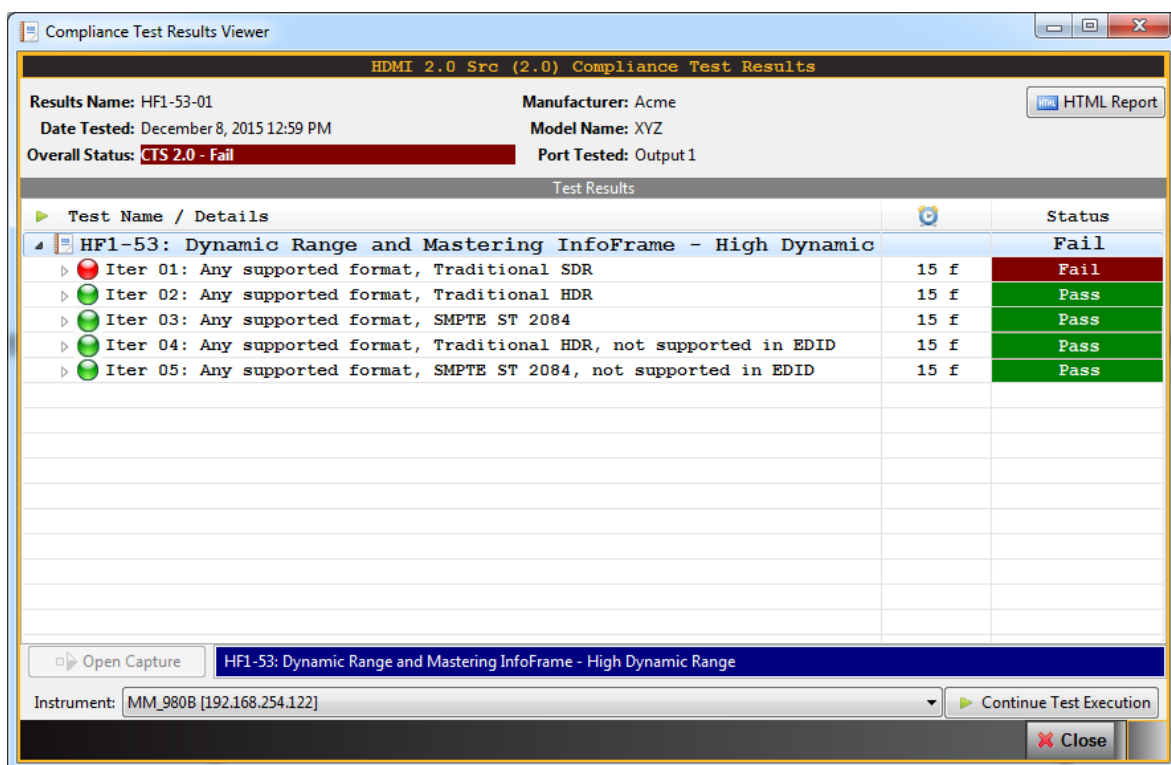 Compliance Test Results Viewer
HDMI 2.0 Src (2.0) Compliance Test Results
Results Name: HF1-53-01 Manufacturer: Acme HTML HTML Report
Date Tested: December 8, 2015 12:59 PM Model Name: XYZ
Overall Status: CTS 2.0 - Fail Port Tested: Output 1
Test Results
Test Name / Details Status
HF1-53: Dynamic Range and Mastering InfoFrame - High Dynamic Fail
Iter 01: Any supported format, Traditional SDR 15 f Fail
Iter 02: Any supported format, Traditional HDR 15 f Pass
Iter 03: Any supported format, SMPTE ST 2084 15 f Pass
Iter 04: Any supported format, Traditional HDR, not supported in EDID 15 f Pass
Iter 05: Any supported format, SMPTE ST 2084, not supported in EDID 15 f Pass
Open Capture HF1-53: Dynamic Range and Mastering InfoFrame - High Dynamic Range
Instrument: MM_980B [192.168.254.122] Continue Test Execution
Close